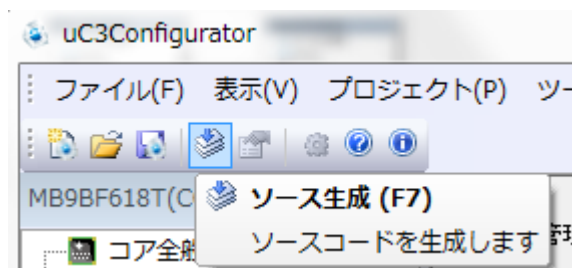 uC3Configurator
ファイル(F) 表示(V) プロジェクト(P) ツー
MB9BF618T(C
ソース生成 (F7)
コア全般
ソースコードを生成します